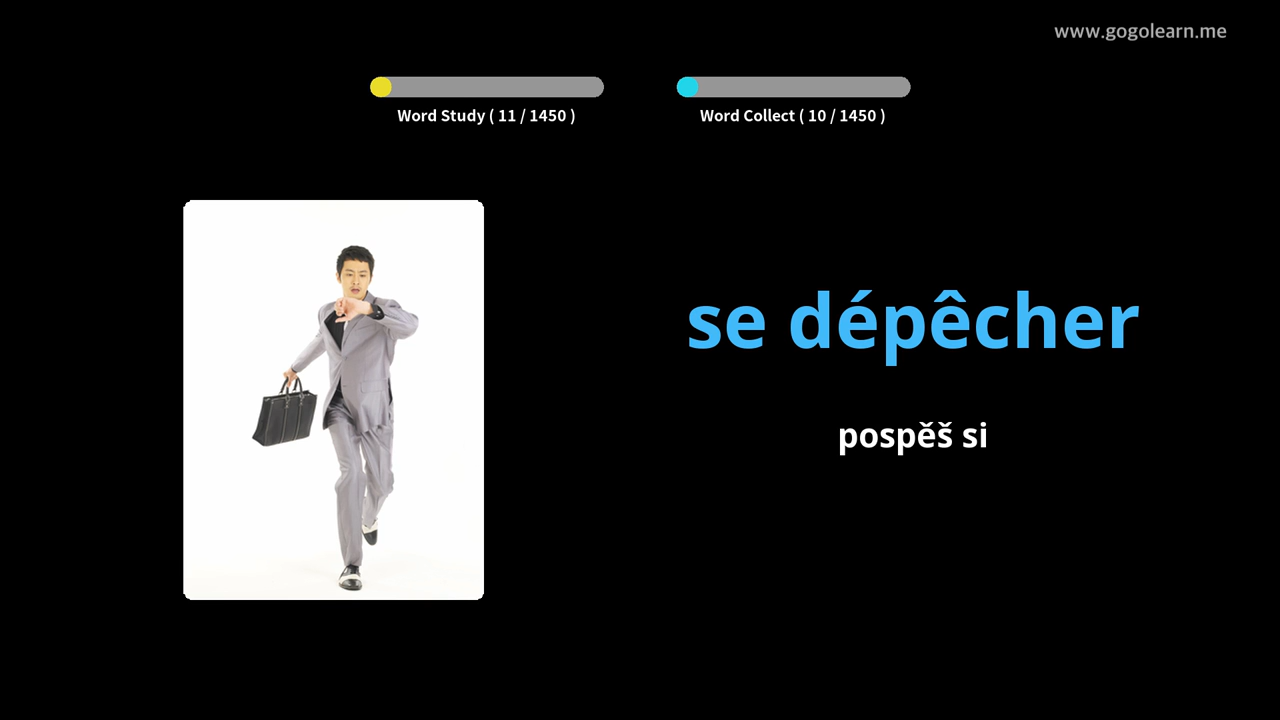 www.gogolearn.me
Word Study ( 11 / 1450 )
Word Collect ( 10 / 1450 )
se dépêcher
pospěš si